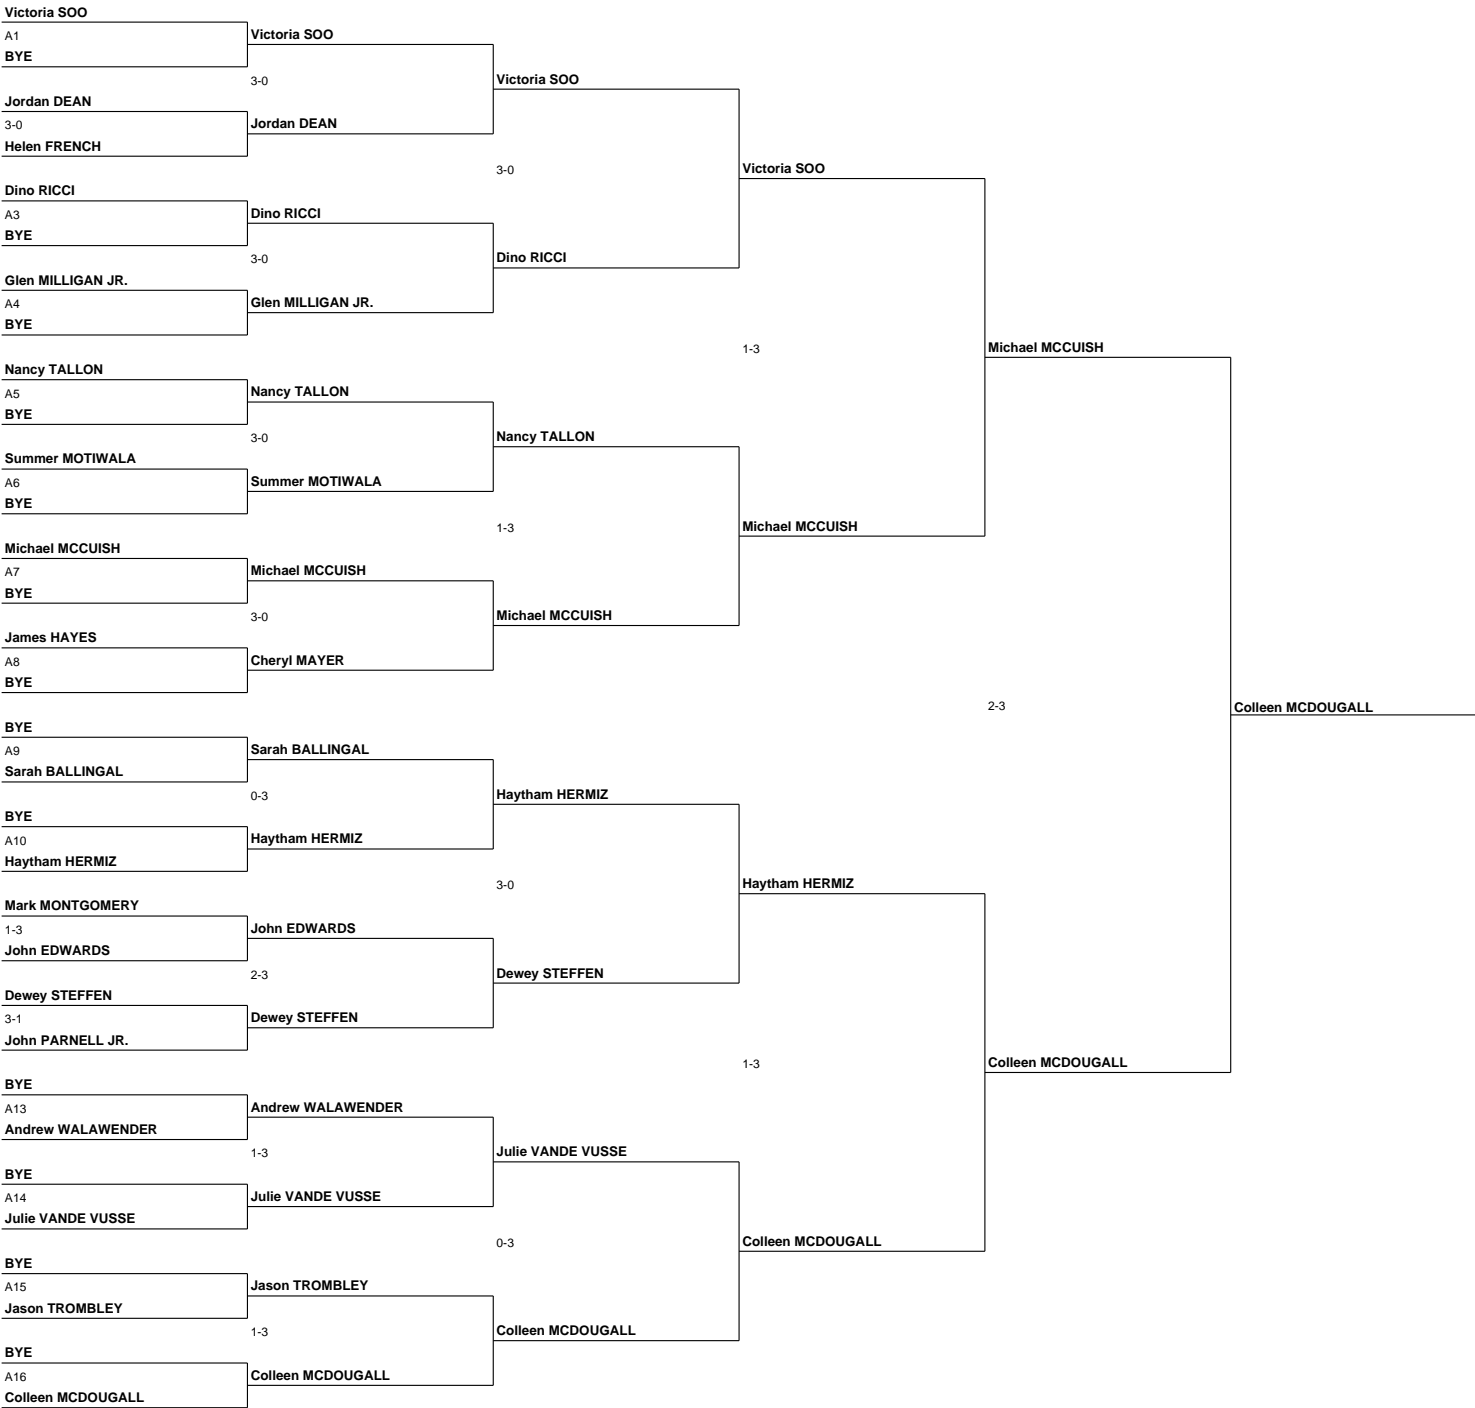 Victoria SOO
A1
BYE
Jordan DEAN
3-0
Helen FRENCH
Dino RICCI
A3
BYE
Glen MILLIGAN JR.
A4
BYE
Nancy TALLON
A5
BYE
Summer MOTIWALA
A6
BYE
Michael MCCUISH
A7
BYE
James HAYES
A8
BYE
BYE
A9
Sarah BALLINGAL
BYE
A10
Haytham HERMIZ
Mark MONTGOMERY
1-3
John EDWARDS
Dewey STEFFEN
3-1
John PARNELL JR.
BYE
A13
Andrew WALAWENDER
BYE
A14
Julie VANDE VUSSE
BYE
A15
Jason TROMBLEY
BYE
A16
Colleen MCDOUGALL
Victoria SOO
3-0
Jordan DEAN
Dino RICCI
3-0
Glen MILLIGAN JR.
Nancy TALLON
3-0
Summer MOTIWALA
Michael MCCUISH
3-0
Cheryl MAYER
Sarah BALLINGAL
0-3
Haytham HERMIZ
John EDWARDS
2-3
Dewey STEFFEN
Andrew WALAWENDER
1-3
Julie VANDE VUSSE
Jason TROMBLEY
1-3
Colleen MCDOUGALL
Victoria SOO
3-0
Dino RICCI
Nancy TALLON
1-3
Michael MCCUISH
Haytham HERMIZ
3-0
Dewey STEFFEN
Julie VANDE VUSSE
0-3
Colleen MCDOUGALL
Victoria SOO
1-3
Michael MCCUISH
Haytham HERMIZ
1-3
Colleen MCDOUGALL
Michael MCCUISH
2-3
Colleen MCDOUGALL
Colleen MCDOUGALL